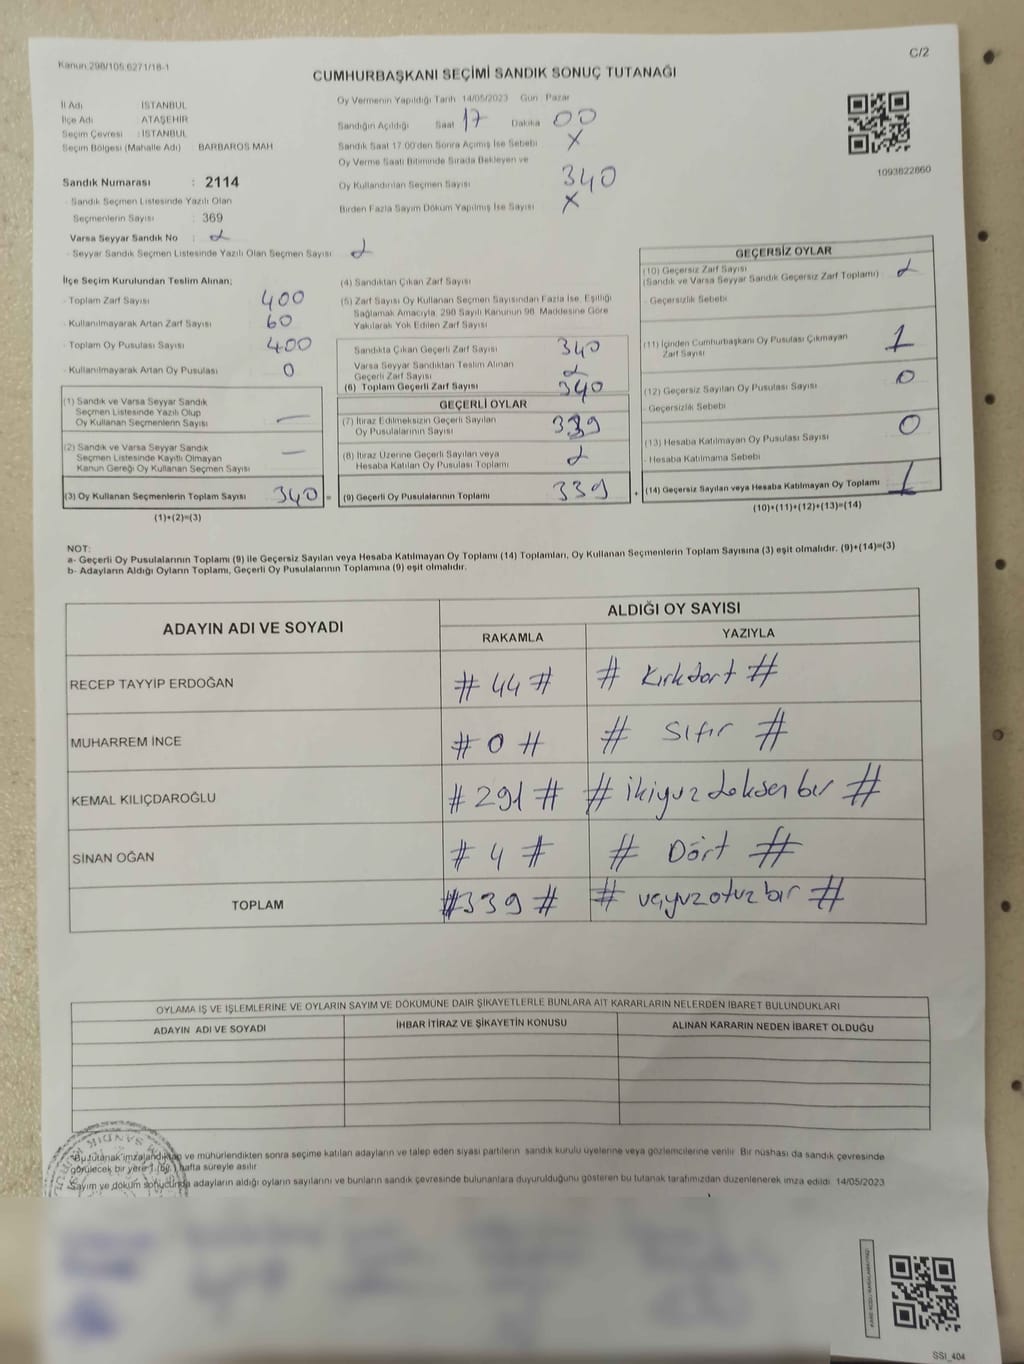 Kanun:298/105.6271/18-1
C/2
CUMHURBAŞKANI SEÇİMİ SANDIK SONUÇ TUTANAĞI
İl Adı İSTANBUL
İlçe Adı ATAŞEHİR
Seçim Çevresi : İSTANBUL
Seçim Bölgesi (Mahalle Adı) BARBAROS MAH
Sandık Numarası : 2114
- Sandık Seçmen Listesinde Yazılı Olan
Seçmenlerin Sayısı : 369
Varsa Seyyar Sandık No :
- Seyyar Sandık Seçmen Listesinde Yazılı Olan Seçmen Sayısı
Oy Vermenin Yapıldığı Tarih 14/05/2023 Gün : Pazar
Sandığın Açıldığı Saat 17 Dakika 00
Sandık Saat 17.00'den Sonra Açımış İse Sebebi X
Oy Verme Saati Bitiminde Sırada Bekleyen ve
Oy Kullandırılan Seçmen Sayısı 340
Birden Fazla Sayım Döküm Yapılmış İse Sayısı X
1093822860
İlçe Seçim Kurulundan Teslim Alınan;
- Toplam Zarf Sayısı 400
- Kullanılmayarak Artan Zarf Sayısı 60
- Toplam Oy Pusulası Sayısı 400
- Kullanılmayarak Artan Oy Pusulası 0
(1) Sandık ve Varsa Seyyar Sandık
Seçmen Listesinde Yazılı Olup
Oy Kullanan Seçmenlerin Sayısı —
(2) Sandık ve Varsa Seyyar Sandık
Seçmen Listesinde Kayıtlı Olmayan
Kanun Gereği Oy Kullanan Seçmen Sayısı —
(3) Oy Kullanan Seçmenlerin Toplam Sayısı 340 =
(1)+(2)=(3)
(4) Sandıktan Çıkan Zarf Sayısı
(5) Zarf Sayısı Oy Kullanan Seçmen Sayısından Fazla İse, Eşitliği
Sağlamak Amacıyla, 298 Sayılı Kanunun 98. Maddesine Göre
Yakılarak Yok Edilen Zarf Sayısı
Sandıkta Çıkan Geçerli Zarf Sayısı 340
Varsa Seyyar Sandıktan Teslim Alınan
Geçerli Zarf Sayısı
(6) Toplam Geçerli Zarf Sayısı 340
GEÇERLİ OYLAR
(7) İtiraz Edilmeksizin Geçerli Sayılan
Oy Pusulalarının Sayısı 339
(8) İtiraz Üzerine Geçerli Sayılan veya
Hesaba Katılan Oy Pusulası Toplamı
(9) Geçerli Oy Pusulalarının Toplamı 339 +
GEÇERSİZ OYLAR
(10) Geçersiz Zarf Sayısı
(Sandık ve Varsa Seyyar Sandık Geçersiz Zarf Toplamı)
- Geçersizlik Sebebi
(11) İçinden Cumhurbaşkanı Oy Pusulası Çıkmayan
Zarf Sayısı 1
(12) Geçersiz Sayılan Oy Pusulası Sayısı 0
- Geçersizlik Sebebi
(13) Hesaba Katılmayan Oy Pusulası Sayısı 0
- Hesaba Katılmama Sebebi
(14) Geçersiz Sayılan veya Hesaba Katılmayan Oy Toplamı 1
(10)+(11)+(12)+(13)=(14)
NOT:
a- Geçerli Oy Pusulalarının Toplamı (9) ile Geçersiz Sayılan veya Hesaba Katılmayan Oy Toplamı (14) Toplamları, Oy Kullanan Seçmenlerin Toplam Sayısına (3) eşit olmalıdır. (9)+(14)=(3)
b- Adayların Aldığı Oyların Toplamı, Geçerli Oy Pusulalarının Toplamına (9) eşit olmalıdır.
ADAYIN ADI VE SOYADI ALDIĞI OY SAYISI
RAKAMLA YAZIYLA
RECEP TAYYİP ERDOĞAN # 44 # # Kırkdört #
MUHARREM İNCE # 0 # # Sıfır #
KEMAL KILIÇDAROĞLU # 291 # # ikiyuz doksan bir #
SİNAN OĞAN # 4 # # Dört #
TOPLAM #339 # # üçyuzotuzbir #
OYLAMA İŞ VE İŞLEMLERİNE VE OYLARIN SAYIM VE DÖKÜMÜNE DAİR ŞİKAYETLERLE BUNLARA AİT KARARLARIN NELERDEN İBARET BULUNDUKLARI
ADAYIN ADI VE SOYADI İHBAR İTİRAZ VE ŞİKAYETİN KONUSU ALINAN KARARIN NEDEN İBARET OLDUĞU
Bu tutanak imzalandıktan ve mühürlendikten sonra seçime katılan adayların ve talep eden siyasi partilerin sandık kurulu üyelerine veya gözlemcilerine verilir. Bir nüshası da sandık çevresinde
görülecek bir yere 1 (bir) hafta süreyle asılır.
Sayım ve döküm sonucunda adayların aldığı oyların sayılarını ve bunların sandık çevresinde bulunanlara duyurulduğunu gösteren bu tutanak tarafımızdan düzenlenerek imza edildi. 14/05/2023
SSI_404